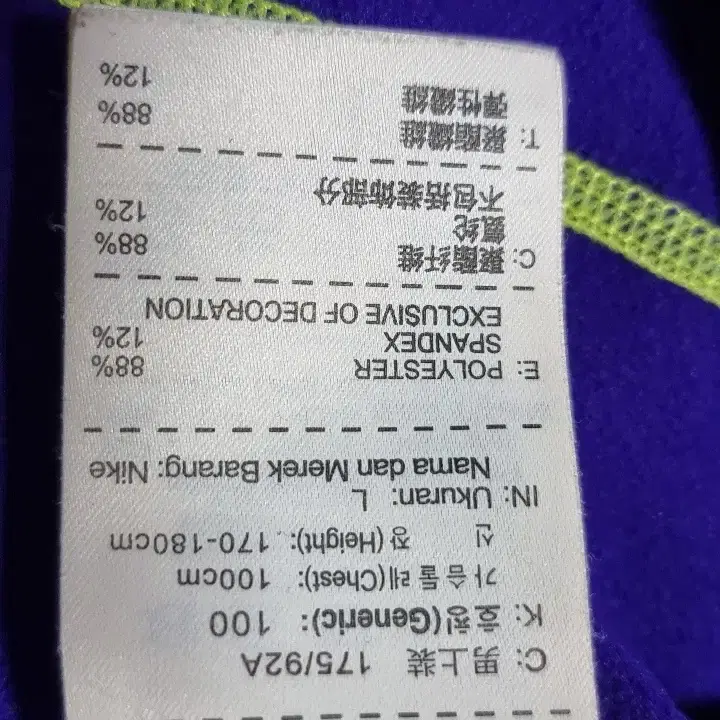 C: 男上装 175/92A
K: 호칭(Generic): 100
가슴둘레(Chest): 100cm
신 장(Height): 170-180cm
IN: Ukuran: L
Nama dan Merek Barang: Nike
E: POLYESTER 88%
SPANDEX 12%
EXCLUSIVE OF DECORATION
C: 聚酯纤维 88%
氨纶 12%
不包括装饰部分
T: 聚酯纖維 88%
彈性纖維 12%